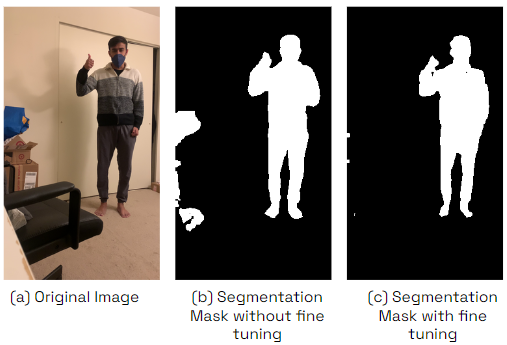 (a) Original Image
(b) Segmentation
Mask without fine
tuning
(c) Segmentation
Mask with fine
tuning